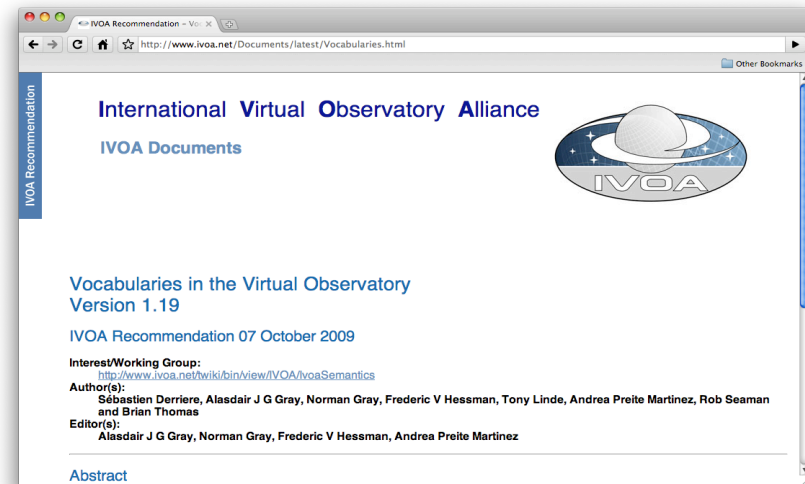 IVOA Recommendation – Voc
http://www.ivoa.net/Documents/latest/Vocabularies.html
Other Bookmarks
IVOA Recommendation
International Virtual Observatory Alliance
IVOA Documents
IVOA
Vocabularies in the Virtual Observatory
Version 1.19
IVOA Recommendation 07 October 2009
Interest/Working Group:
http://www.ivoa.net/twiki/bin/view/IVOA/IvoaSemantics
Author(s):
Sébastien Derriere, Alasdair J G Gray, Norman Gray, Frederic V Hessman, Tony Linde, Andrea Preite Martinez, Rob Seaman
and Brian Thomas
Editor(s):
Alasdair J G Gray, Norman Gray, Frederic V Hessman, Andrea Preite Martinez
Abstract